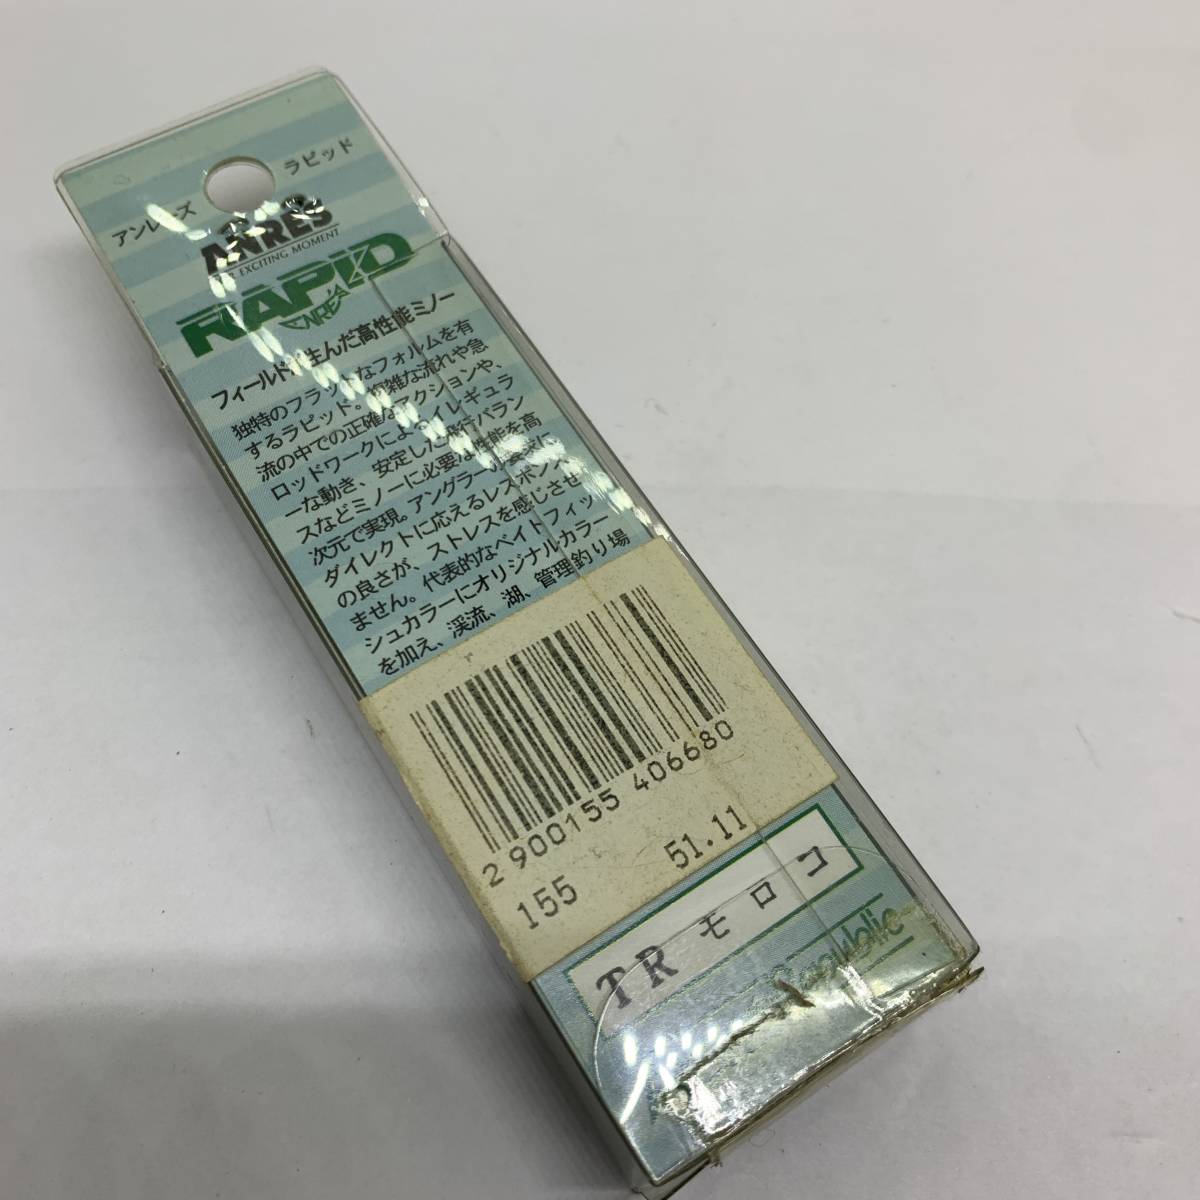 アンレーズ ラピッド
ANRES
EXCITING MOMENT
RAPiD
ANRE'S
フィールドが生んだ高性能ミノー
独特のフラットなフォルムを有
するラピッド。複雑な流れや急
流の中での正確なアクションや、
ロッドワークによるイレギュラ
ーな動き、安定した飛行バラン
スなどミノーに必要な性能を高
次元で実現。アングラーの要求に
ダイレクトに応えるレスポンス
の良さが、ストレスを感じさせ
ません。代表的なベイトフィッ
シュカラーにオリジナルカラー
を加え、渓流、湖、管理釣り場
2 900155 406680
155 51.11
TR モロコ